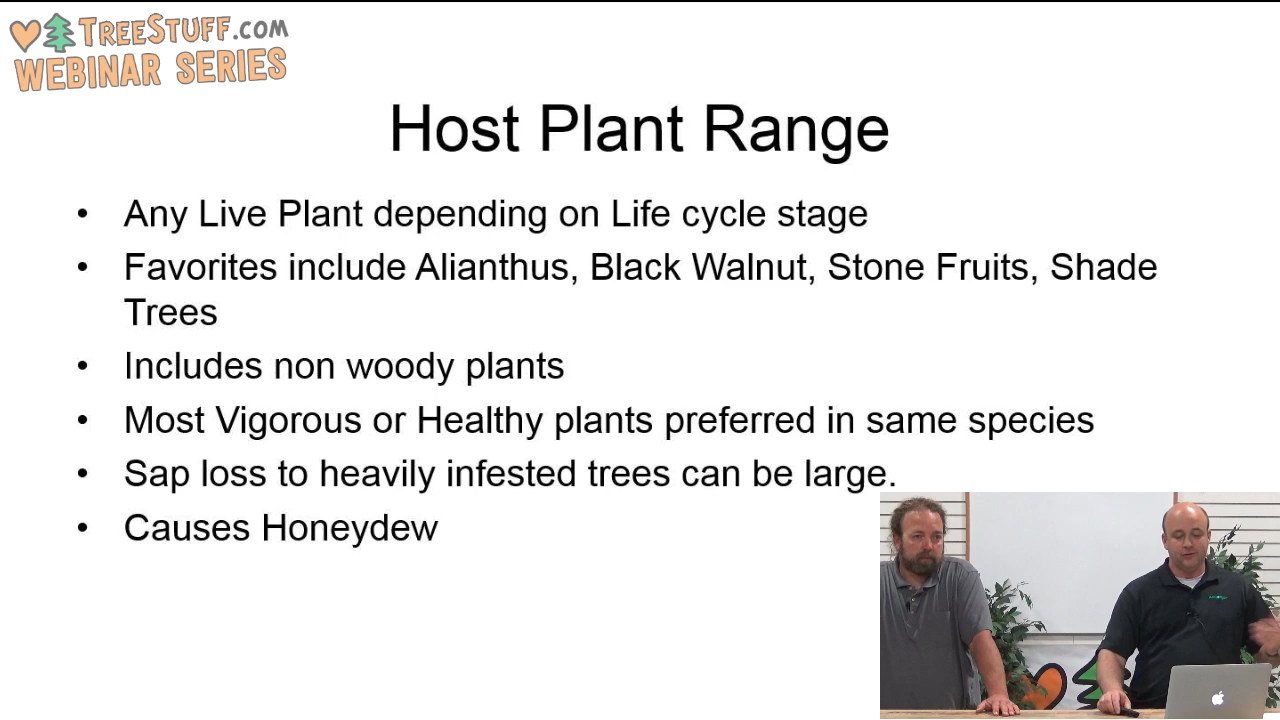 TREESTUFF.COM
WEBINAR SERIES
Host Plant Range
• Any Live Plant depending on Life cycle stage
• Favorites include Alianthus, Black Walnut, Stone Fruits, Shade
Trees
• Includes non woody plants
• Most Vigorous or Healthy plants preferred in same species
• Sap loss to heavily infested trees can be large.
• Causes Honeydew